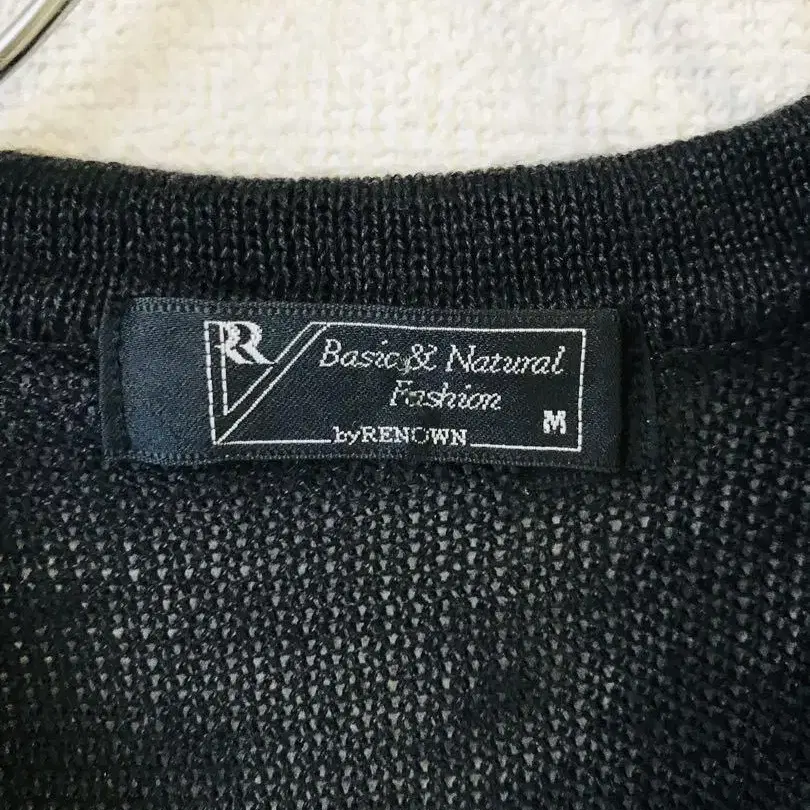 RR
Basic & Natural
Fashion
M
byRENOWN